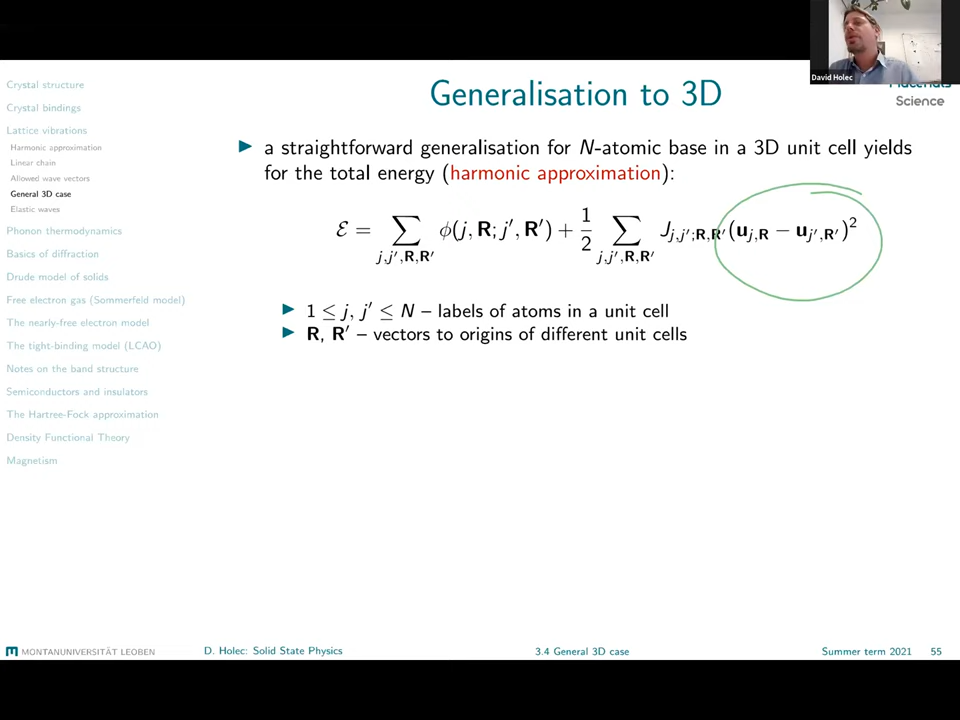 David Holec
Materials
Science
Crystal structure
Crystal bindings
Lattice vibrations
Harmonic approximation
Linear chain
Allowed wave vectors
General 3D case
Elastic waves
Phonon thermodynamics
Basics of diffraction
Drude model of solids
Free electron gas (Sommerfeld model)
The nearly-free electron model
The tight-binding model (LCAO)
Notes on the band structure
Semiconductors and insulators
The Hartree-Fock approximation
Density Functional Theory
Magnetism
Generalisation to 3D
▶ a straightforward generalisation for N-atomic base in a 3D unit cell yields
for the total energy (harmonic approximation):
ℰ = ∑_{j,j′,R,R′} ϕ(j, R; j′, R′) + 1/2 ∑_{j,j′,R,R′} J_{j,j′;R,R′}(u_{j,R} − u_{j′,R′})²
▶ 1 ≤ j, j′ ≤ N – labels of atoms in a unit cell
▶ R, R′ – vectors to origins of different unit cells
MONTANUNIVERSITÄT LEOBEN
D. Holec: Solid State Physics
3.4 General 3D case
Summer term 2021 55